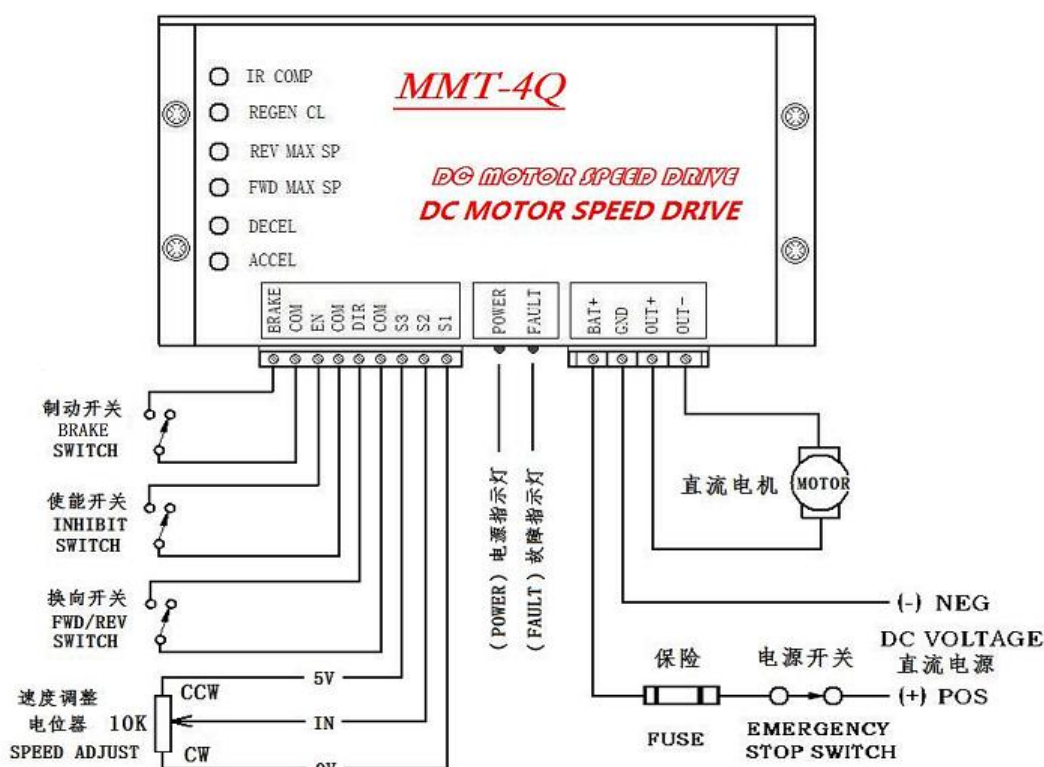 IR COMP
REGEN CL
REV MAX SP
FWD MAX SP
DECEL
ACCEL
MMT-4Q
DC MOTOR SPEED DRIVE
DC MOTOR SPEED DRIVE
BRAKE
COM
EN
COM
DIR
COM
S3
S2
S1
POWER
FAULT
BAT+
GND
OUT+
OUT-
制动开关
BRAKE
SWITCH
使能开关
INHIBIT
SWITCH
换向开关
FWD/REV
SWITCH
速度调整
电位器 10K
SPEED ADJUST
CCW
CW
5V
IN
0V
(POWER) 电源指示灯
(FAULT) 故障指示灯
直流电机
MOTOR
(-) NEG
DC VOLTAGE
直流电源
(+) POS
保险
FUSE
电源开关
EMERGENCY
STOP SWITCH